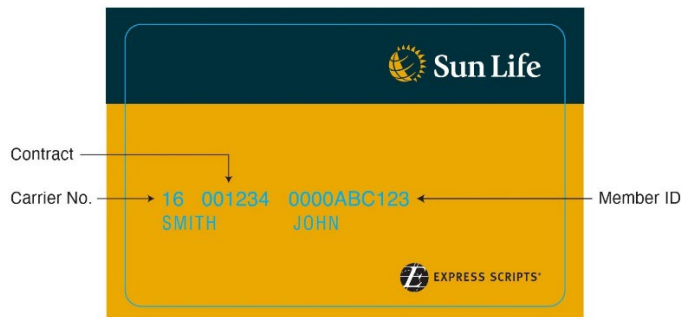 Sun Life
Contract
Carrier No.
16 001234 0000ABC123
Member ID
SMITH JOHN
EXPRESS SCRIPTS®